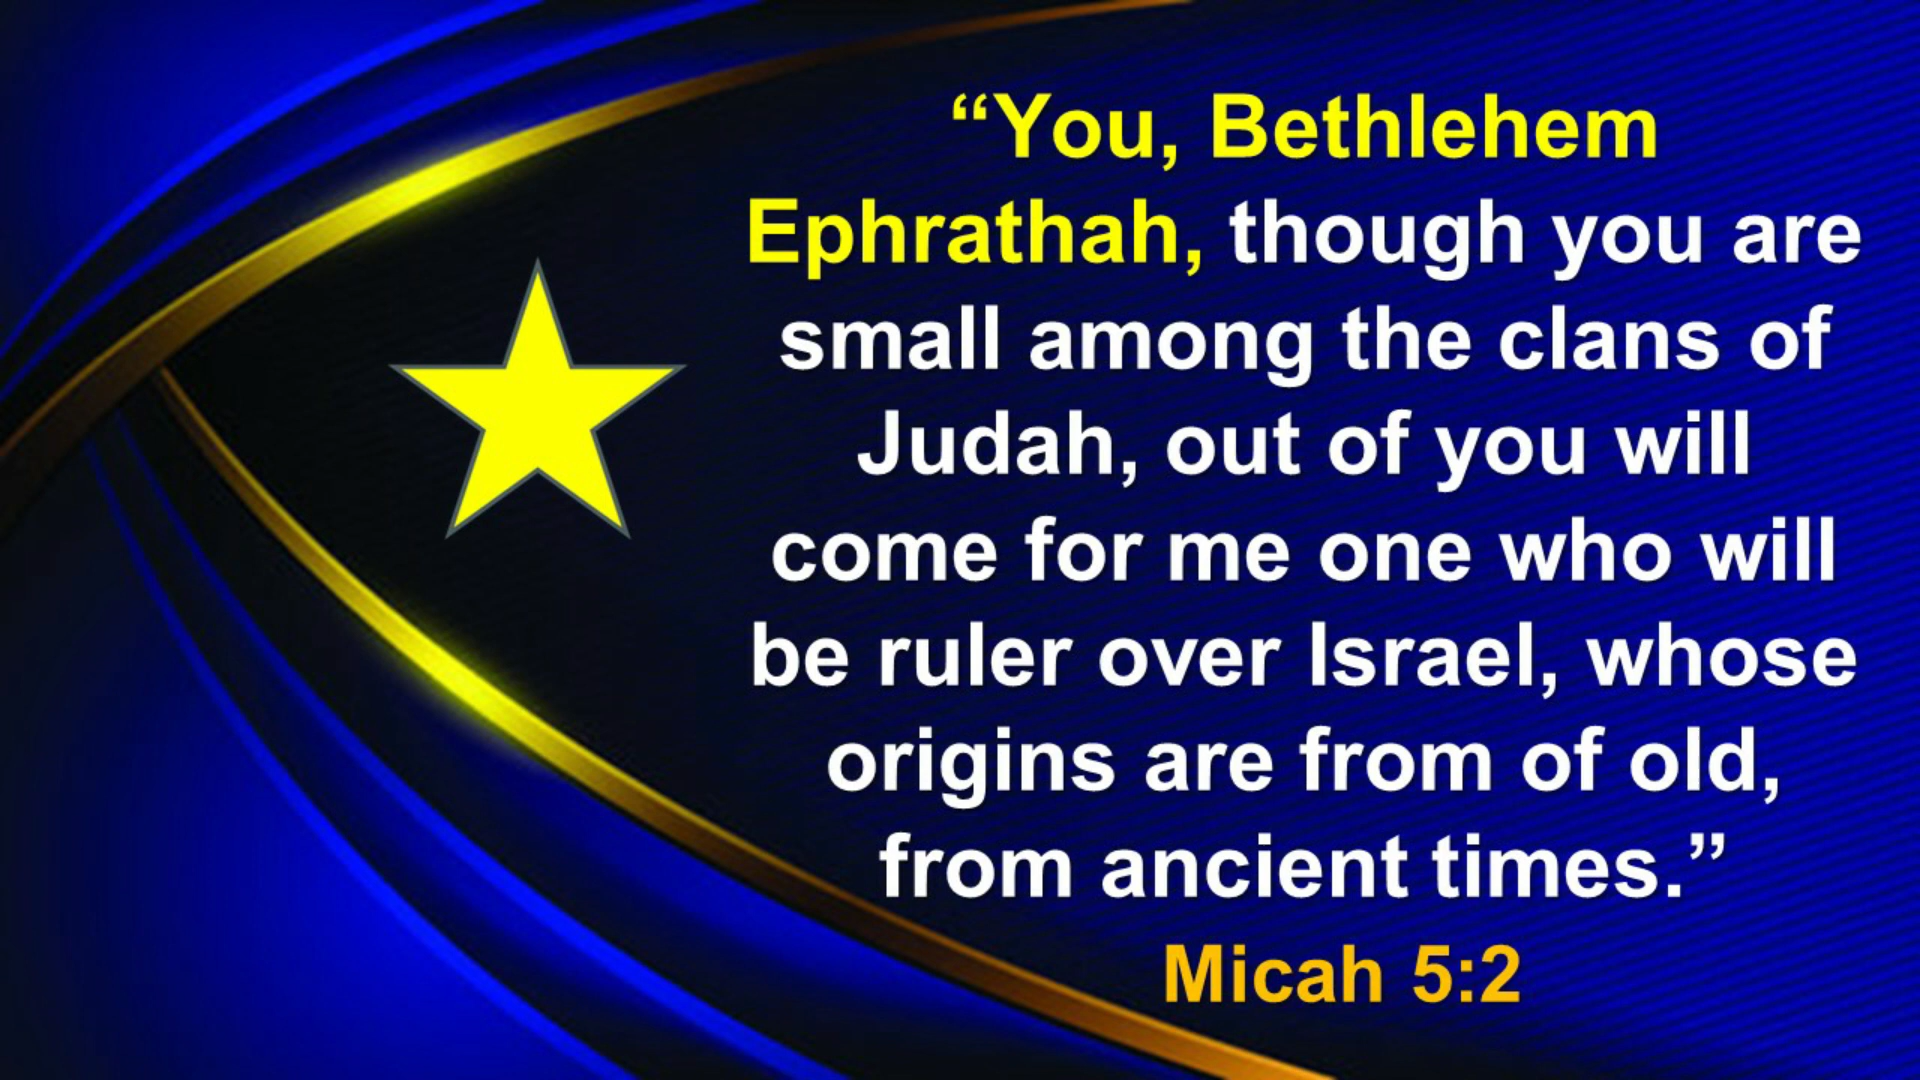 “You, Bethlehem
Ephrathah, though you are
small among the clans of
Judah, out of you will
come for me one who will
be ruler over Israel, whose
origins are from of old,
from ancient times.”
Micah 5:2